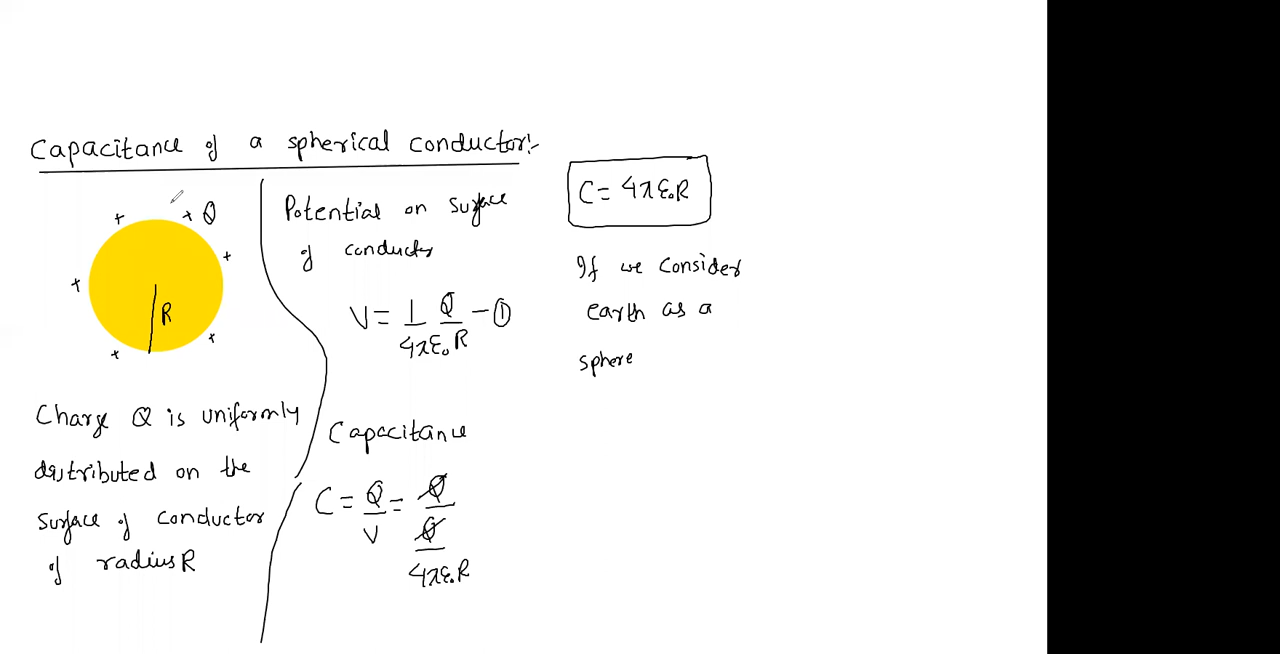 Capacitance of a spherical conductor:-
+ + Q
+
+
R
+
+
Charge Q is uniformly
distributed on the
surface of conductor
of radius R
Potential on surface
of conductor
V = 1/4πε₀ Q/R - ①
Capacitance
C = Q/V = Q/(Q/4πε₀R)
C = 4πε₀R
If we consider
earth as a
sphere